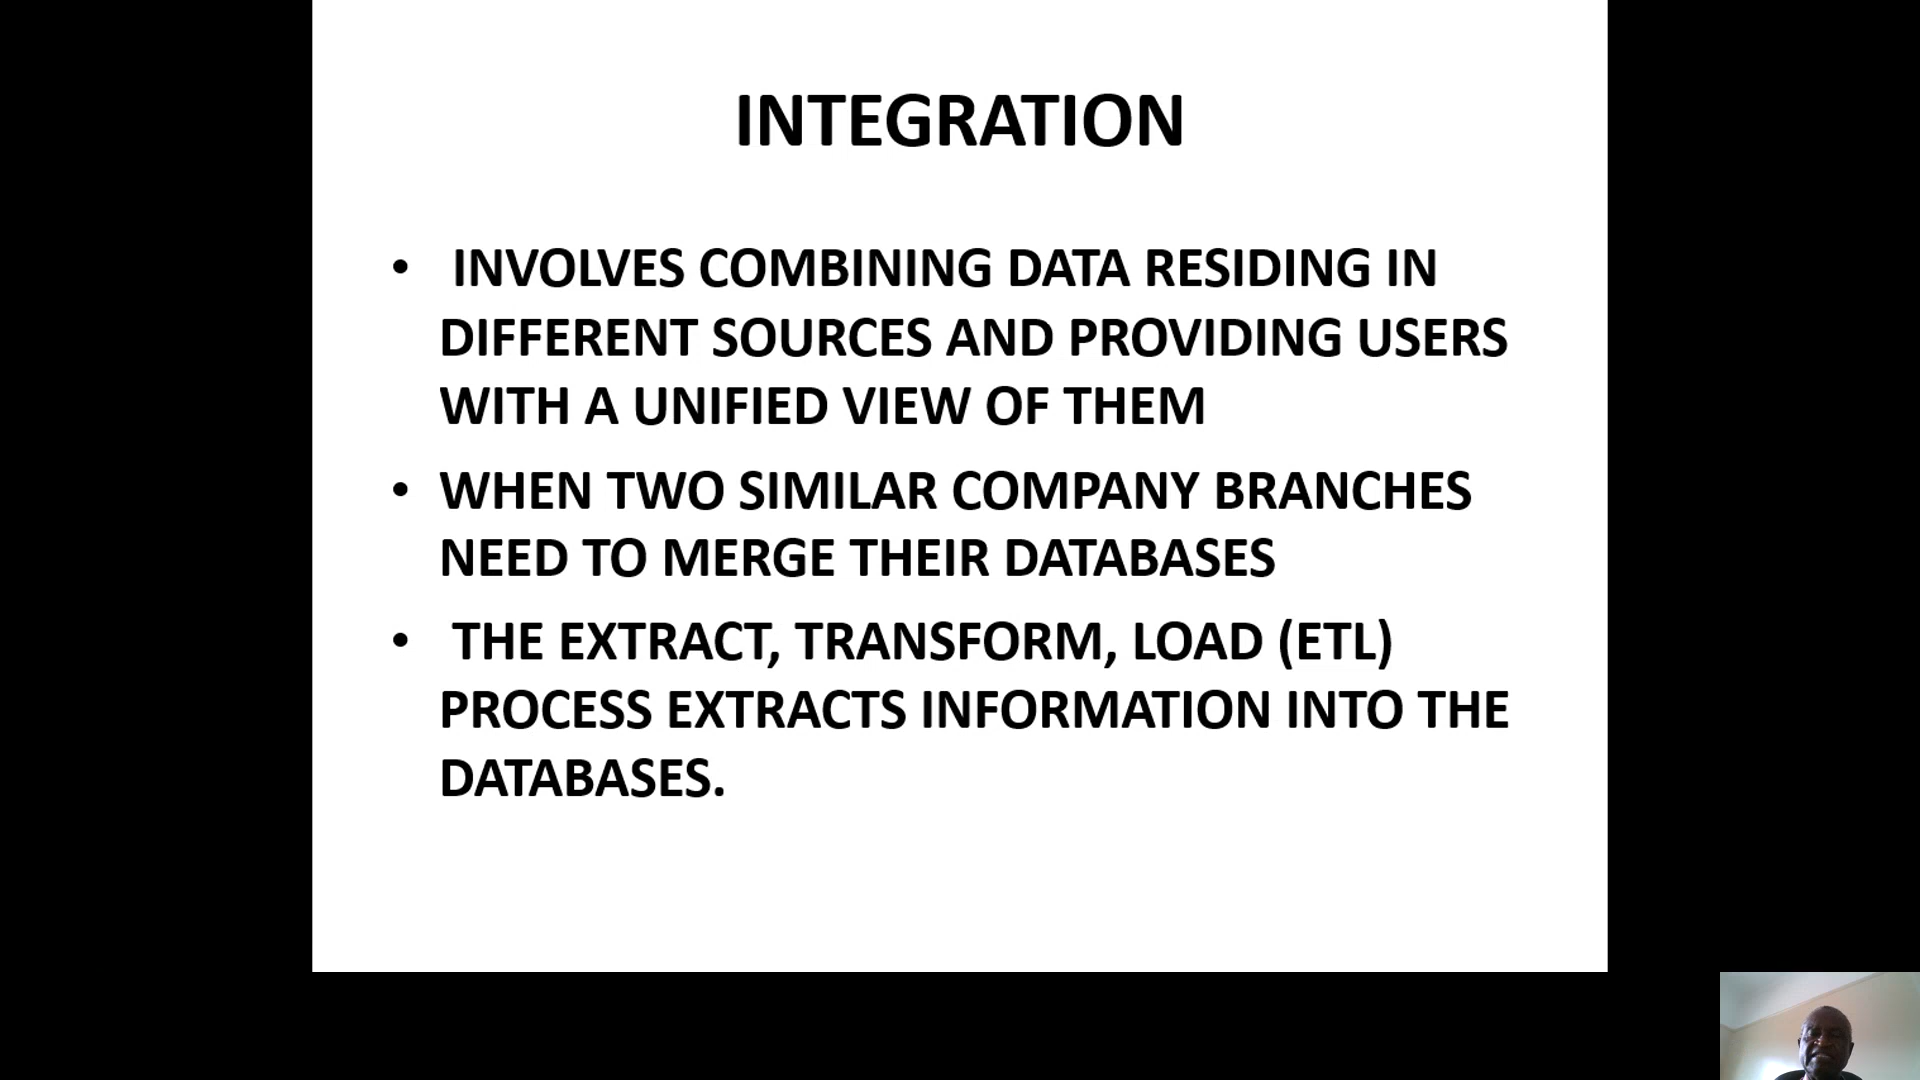 INTEGRATION
• INVOLVES COMBINING DATA RESIDING IN
DIFFERENT SOURCES AND PROVIDING USERS
WITH A UNIFIED VIEW OF THEM
• WHEN TWO SIMILAR COMPANY BRANCHES
NEED TO MERGE THEIR DATABASES
• THE EXTRACT, TRANSFORM, LOAD (ETL)
PROCESS EXTRACTS INFORMATION INTO THE
DATABASES.